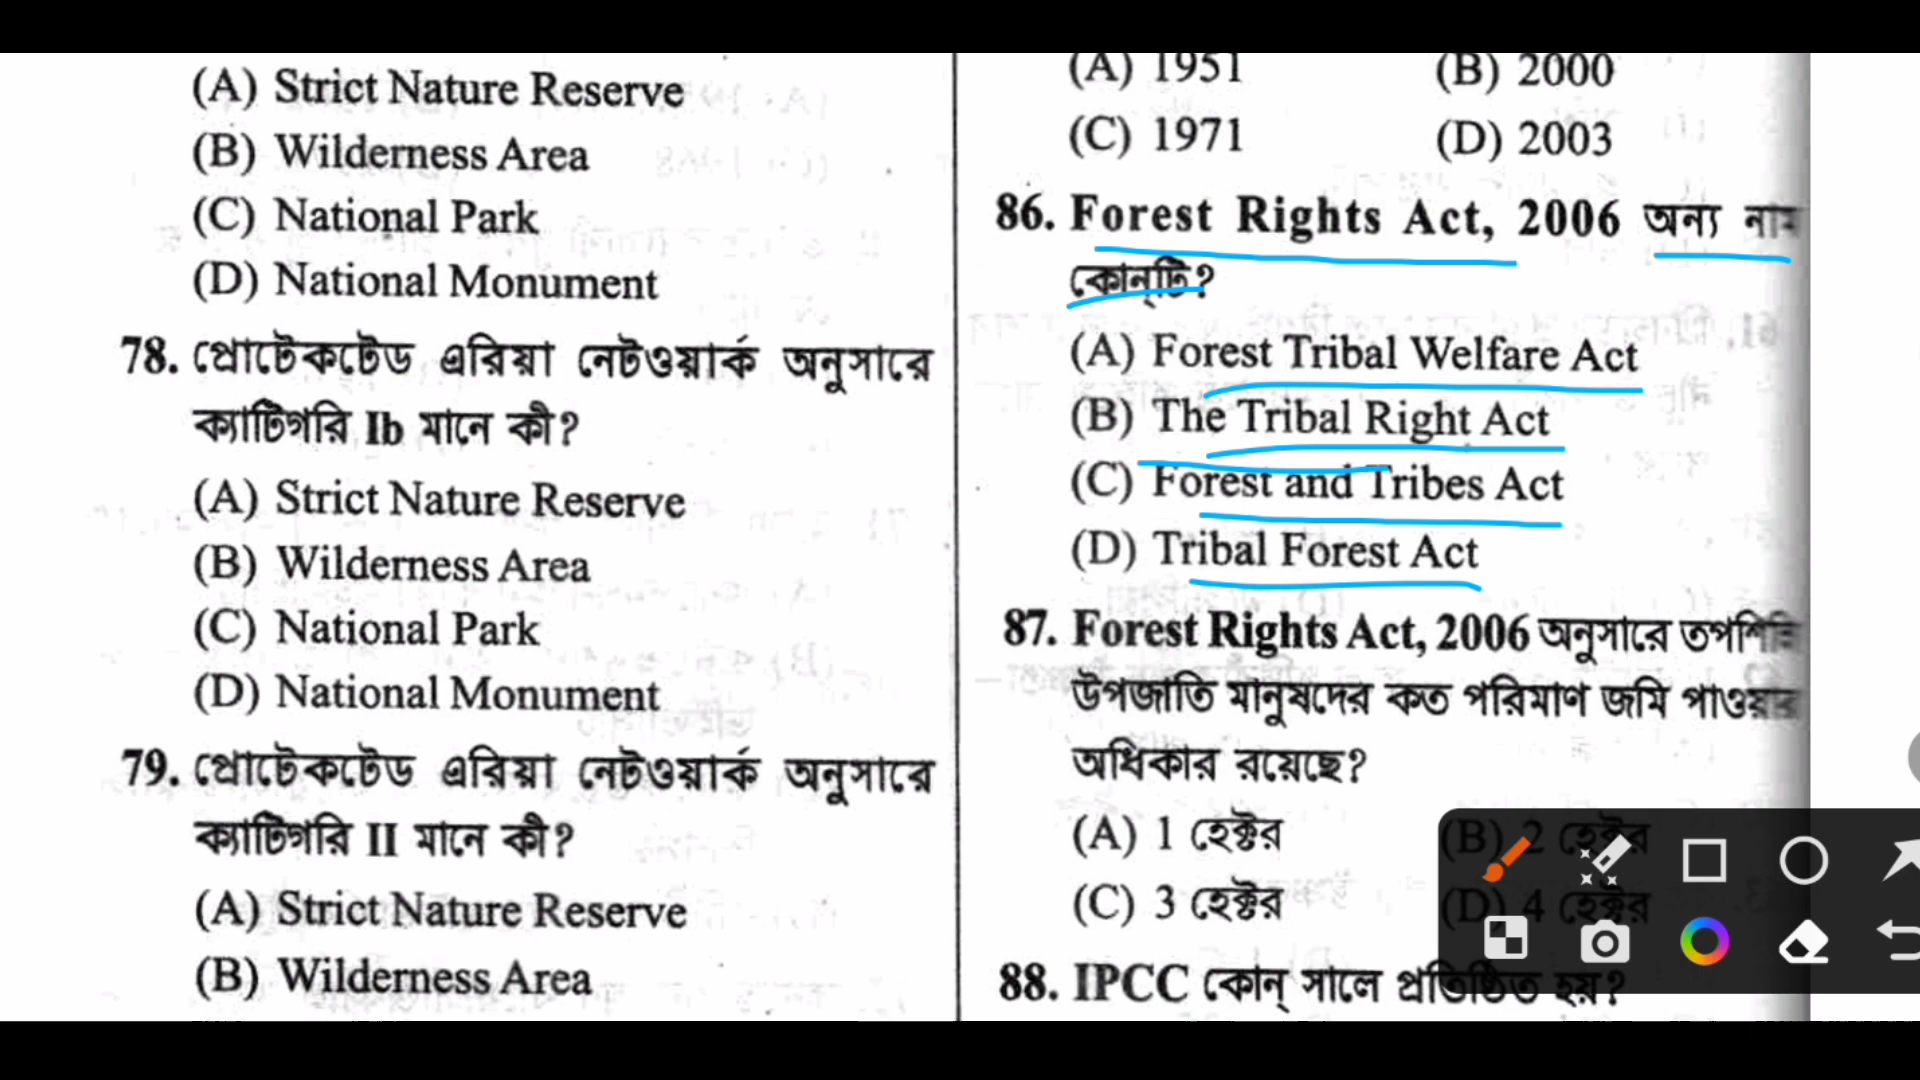 (A) Strict Nature Reserve
(B) Wilderness Area
(C) National Park
(D) National Monument
78. প্রোটেকটেড এরিয়া নেটওয়ার্ক অনুসারে
ক্যাটিগরি Ib মানে কী?
(A) Strict Nature Reserve
(B) Wilderness Area
(C) National Park
(D) National Monument
79. প্রোটেকটেড এরিয়া নেটওয়ার্ক অনুসারে
ক্যাটিগরি II মানে কী?
(A) Strict Nature Reserve
(B) Wilderness Area
(A) 1951 (B) 2000
(C) 1971 (D) 2003
86. Forest Rights Act, 2006 অন্য নাম
কোন্‌টি?
(A) Forest Tribal Welfare Act
(B) The Tribal Right Act
(C) Forest and Tribes Act
(D) Tribal Forest Act
87. Forest Rights Act, 2006 অনুসারে
উপজাতি মানুষদের কত পরিমাণ জমি পাওয়ার
অধিকার রয়েছে?
(A) 1 হেক্টর (B) 2 হেক্টর
(C) 3 হেক্টর (D) 4 হেক্টর
88. IPCC কোন্ সালে প্রতিষ্ঠিত হয়?